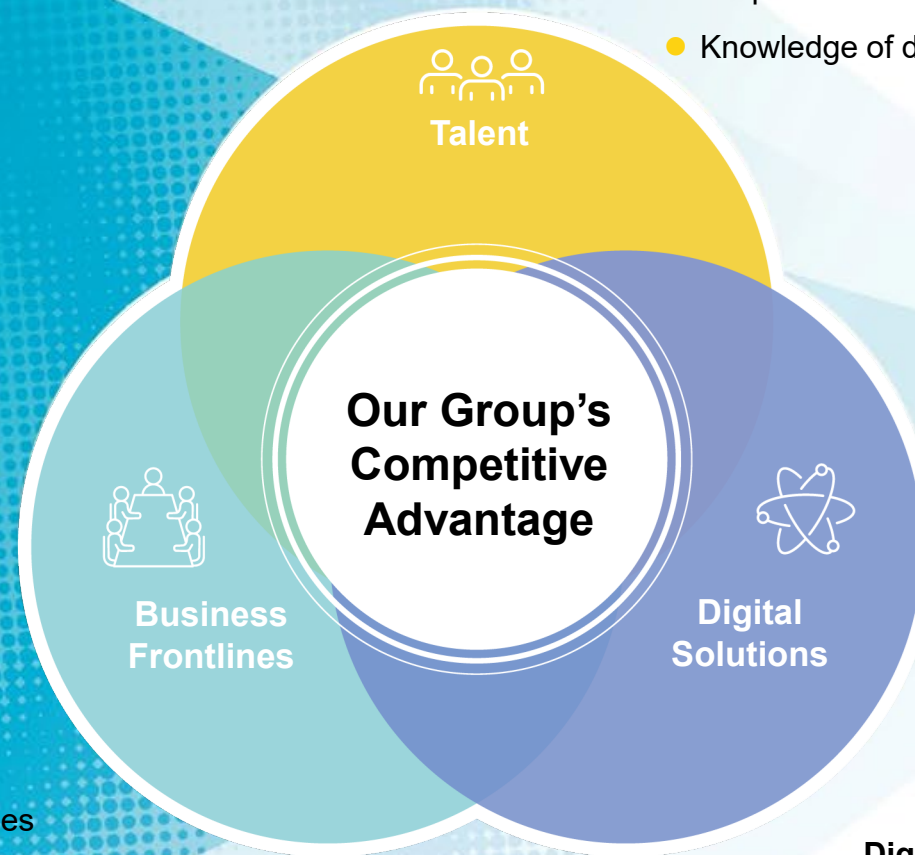 Knowledge of d
Talent
Our Group’s
Competitive
Advantage
Business
Frontlines
Digital
Solutions
es
Dig